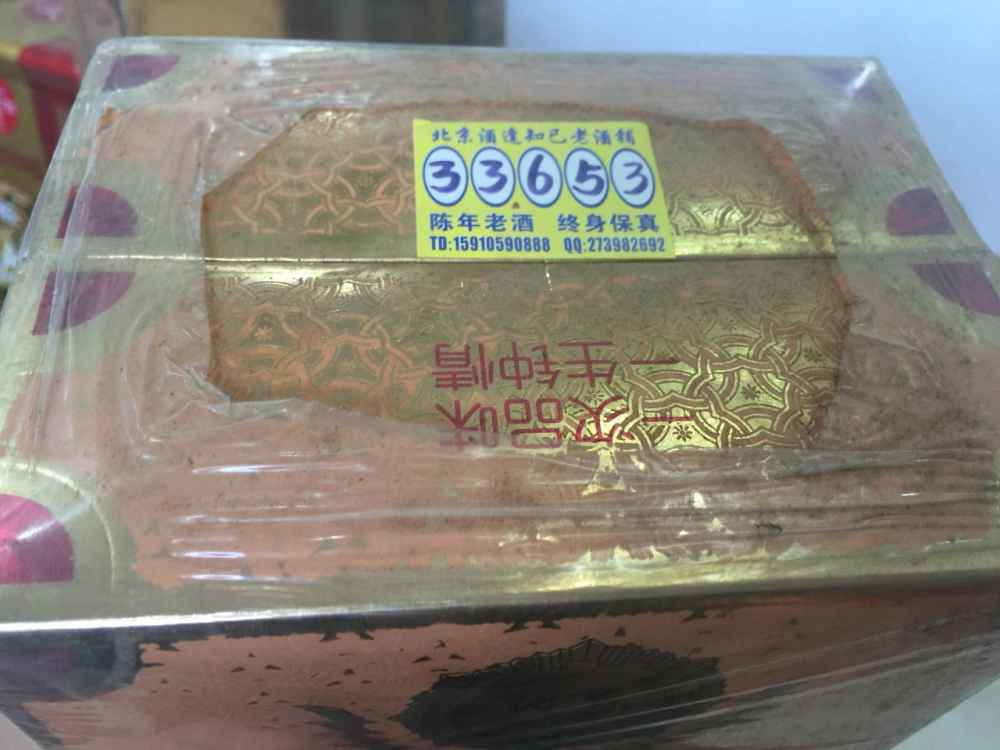 北京酒逢知己老酒铺
33653
陈年老酒 终身保真
TD:15910590888 QQ:273982692
一次品味
一生钟情